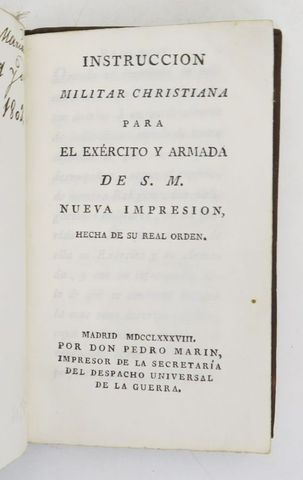 INSTRUCCION
MILITAR CHRISTIANA
PARA
EL EXÉRCITO Y ARMADA
DE S. M.
NUEVA IMPRESION,
HECHA DE SU REAL ORDEN.
MADRID MDCCLXXXVIII.
POR DON PEDRO MARIN,
IMPRESOR DE LA SECRETARÍA
DEL DESPACHO UNIVERSAL
DE LA GUERRA.